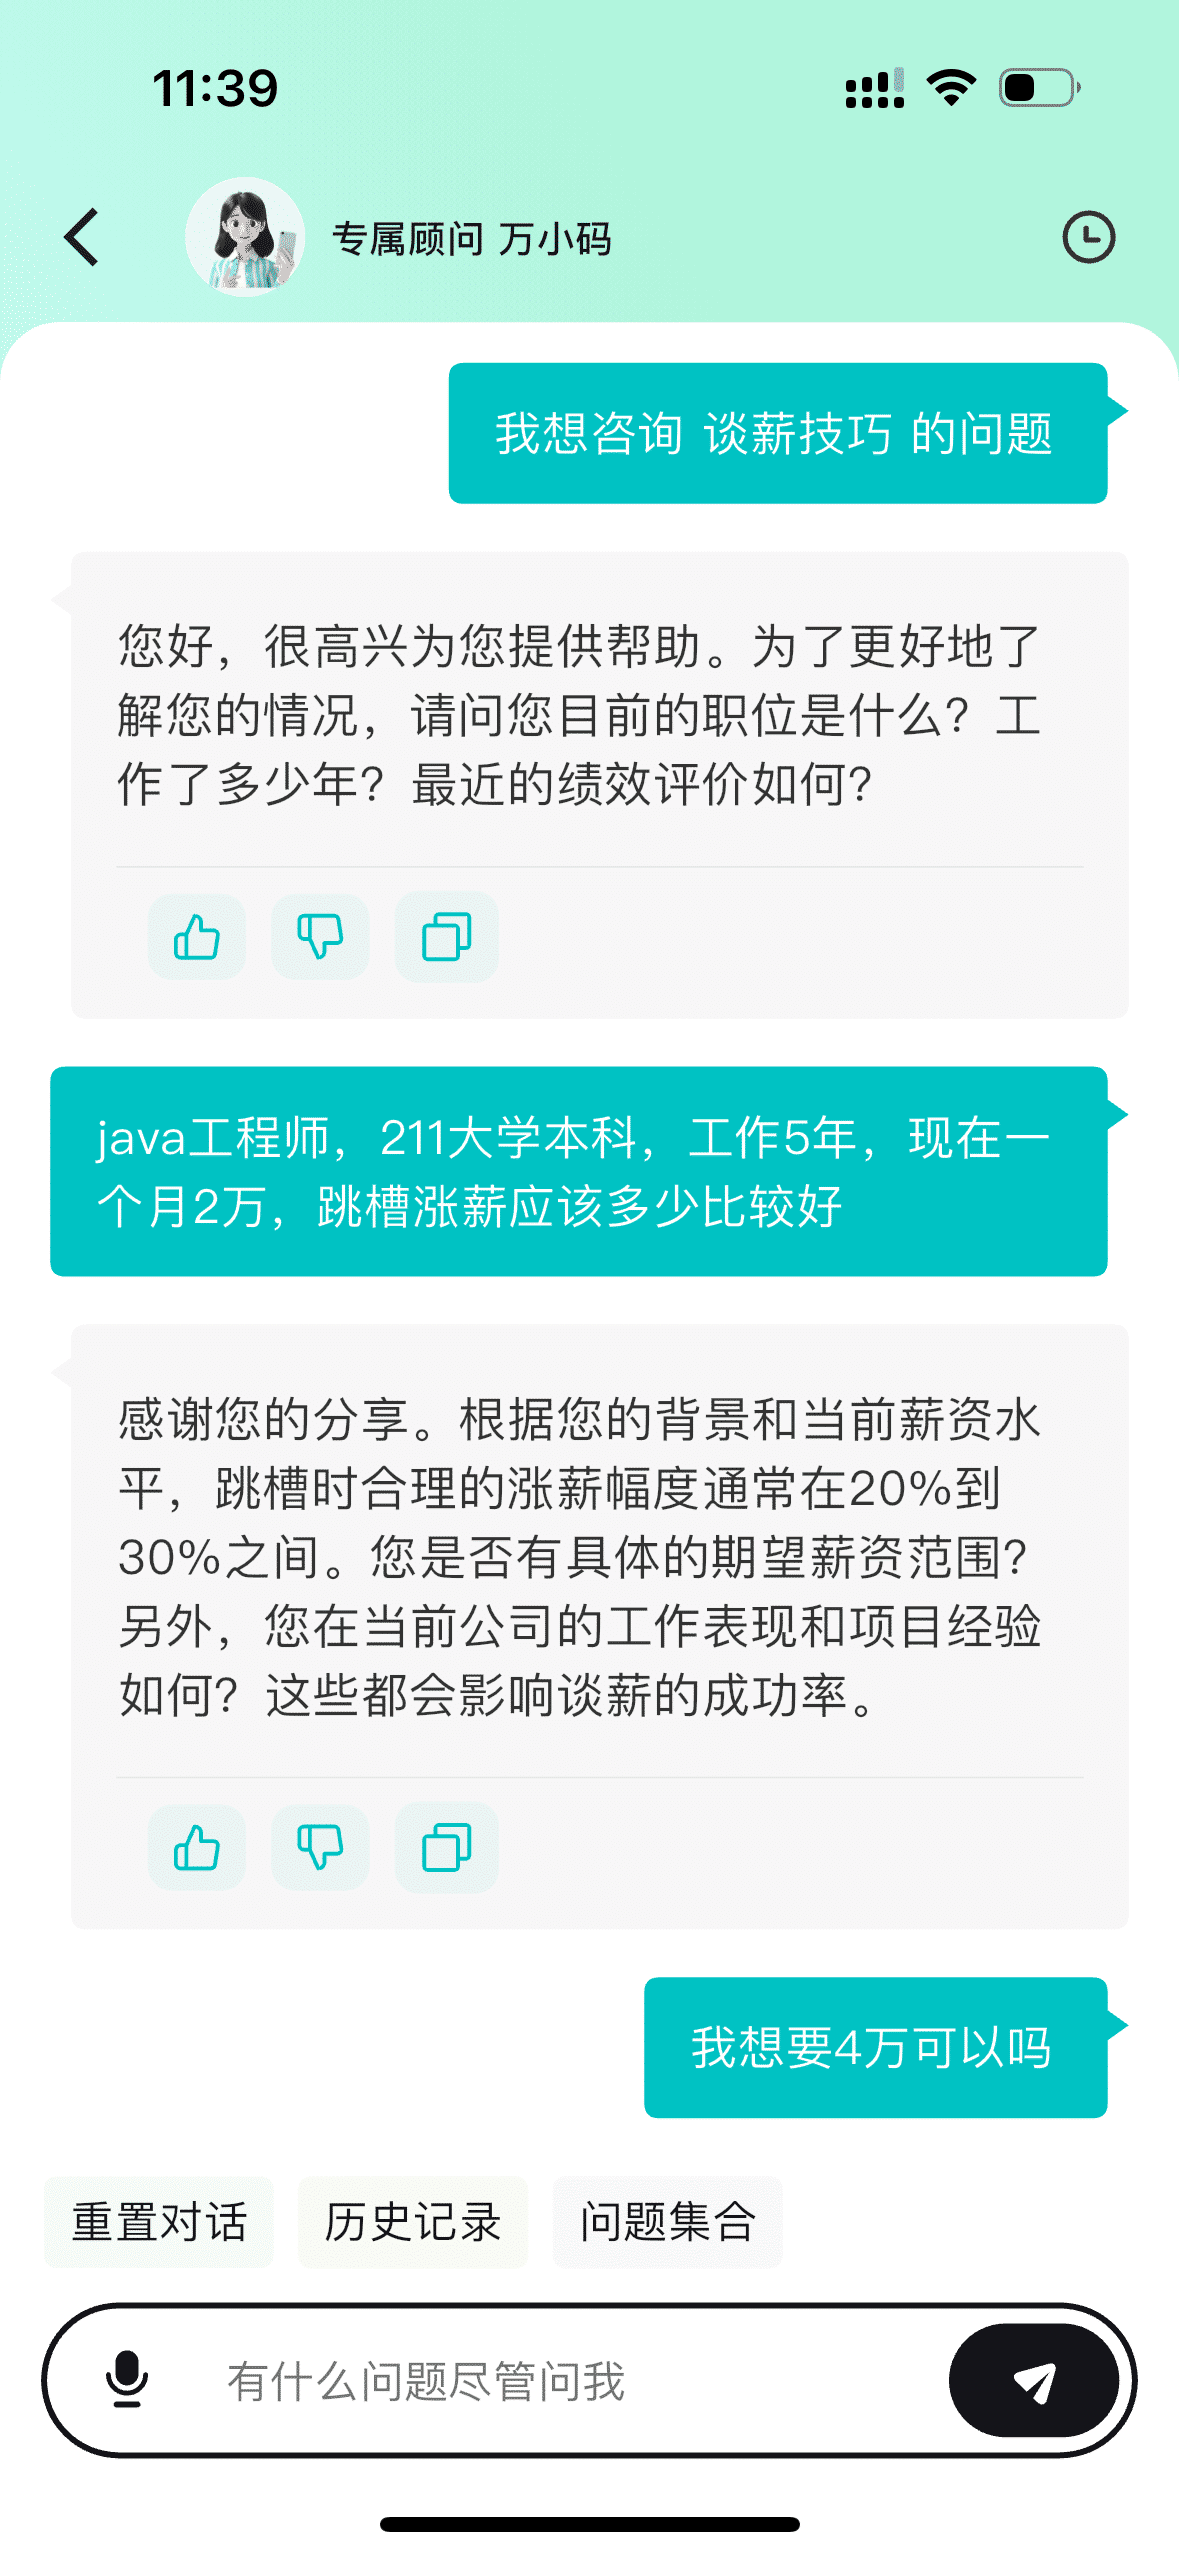 11:39
专属顾问 万小码
我想咨询 谈薪技巧 的问题
您好，很高兴为您提供帮助。为了更好地了
解您的情况，请问您目前的职位是什么？工
作了多少年？最近的绩效评价如何？
java工程师，211大学本科，工作5年，现在一
个月2万，跳槽涨薪应该多少比较好
感谢您的分享。根据您的背景和当前薪资水
平，跳槽时合理的涨薪幅度通常在20%到
30%之间。您是否有具体的期望薪资范围？
另外，您在当前公司的工作表现和项目经验
如何？这些都会影响谈薪的成功率。
我想要4万可以吗
重置对话 历史记录 问题集合
有什么问题尽管问我